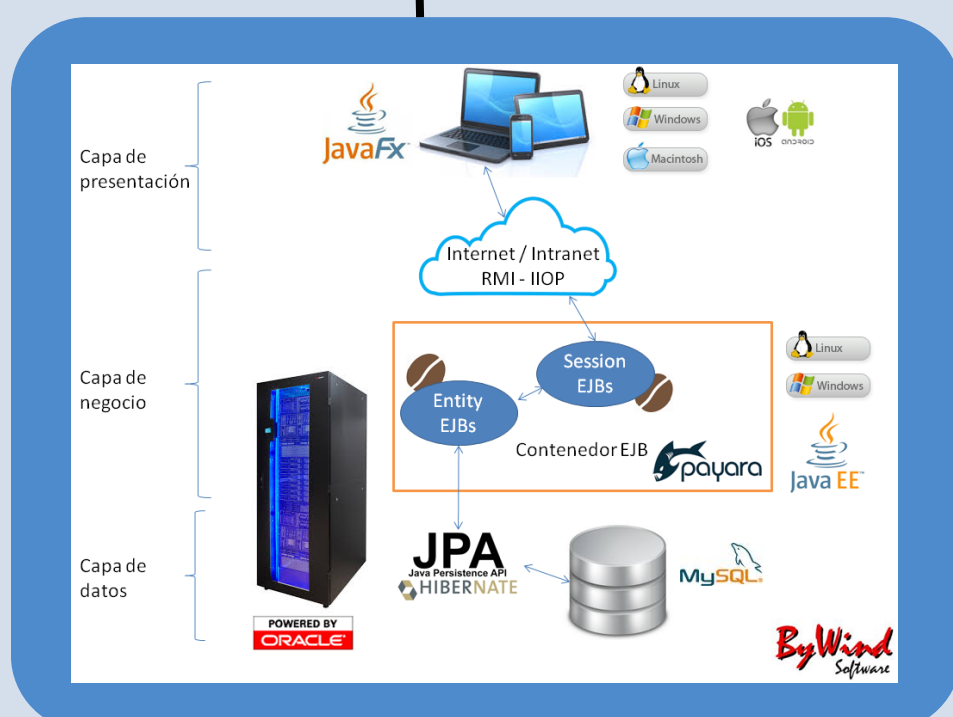 Capa de
presentación
JavaFx
Linux
Windows
Macintosh
iOS
ANDROID
Internet / Intranet
RMI - IIOP
Capa de
negocio
Session
EJBs
Entity
EJBs
Contenedor EJB
payara
Linux
Windows
Java EE
Capa de
datos
JPA
Java Persistence API
HIBERNATE
MySQL
POWERED BY
ORACLE
ByWind
Software